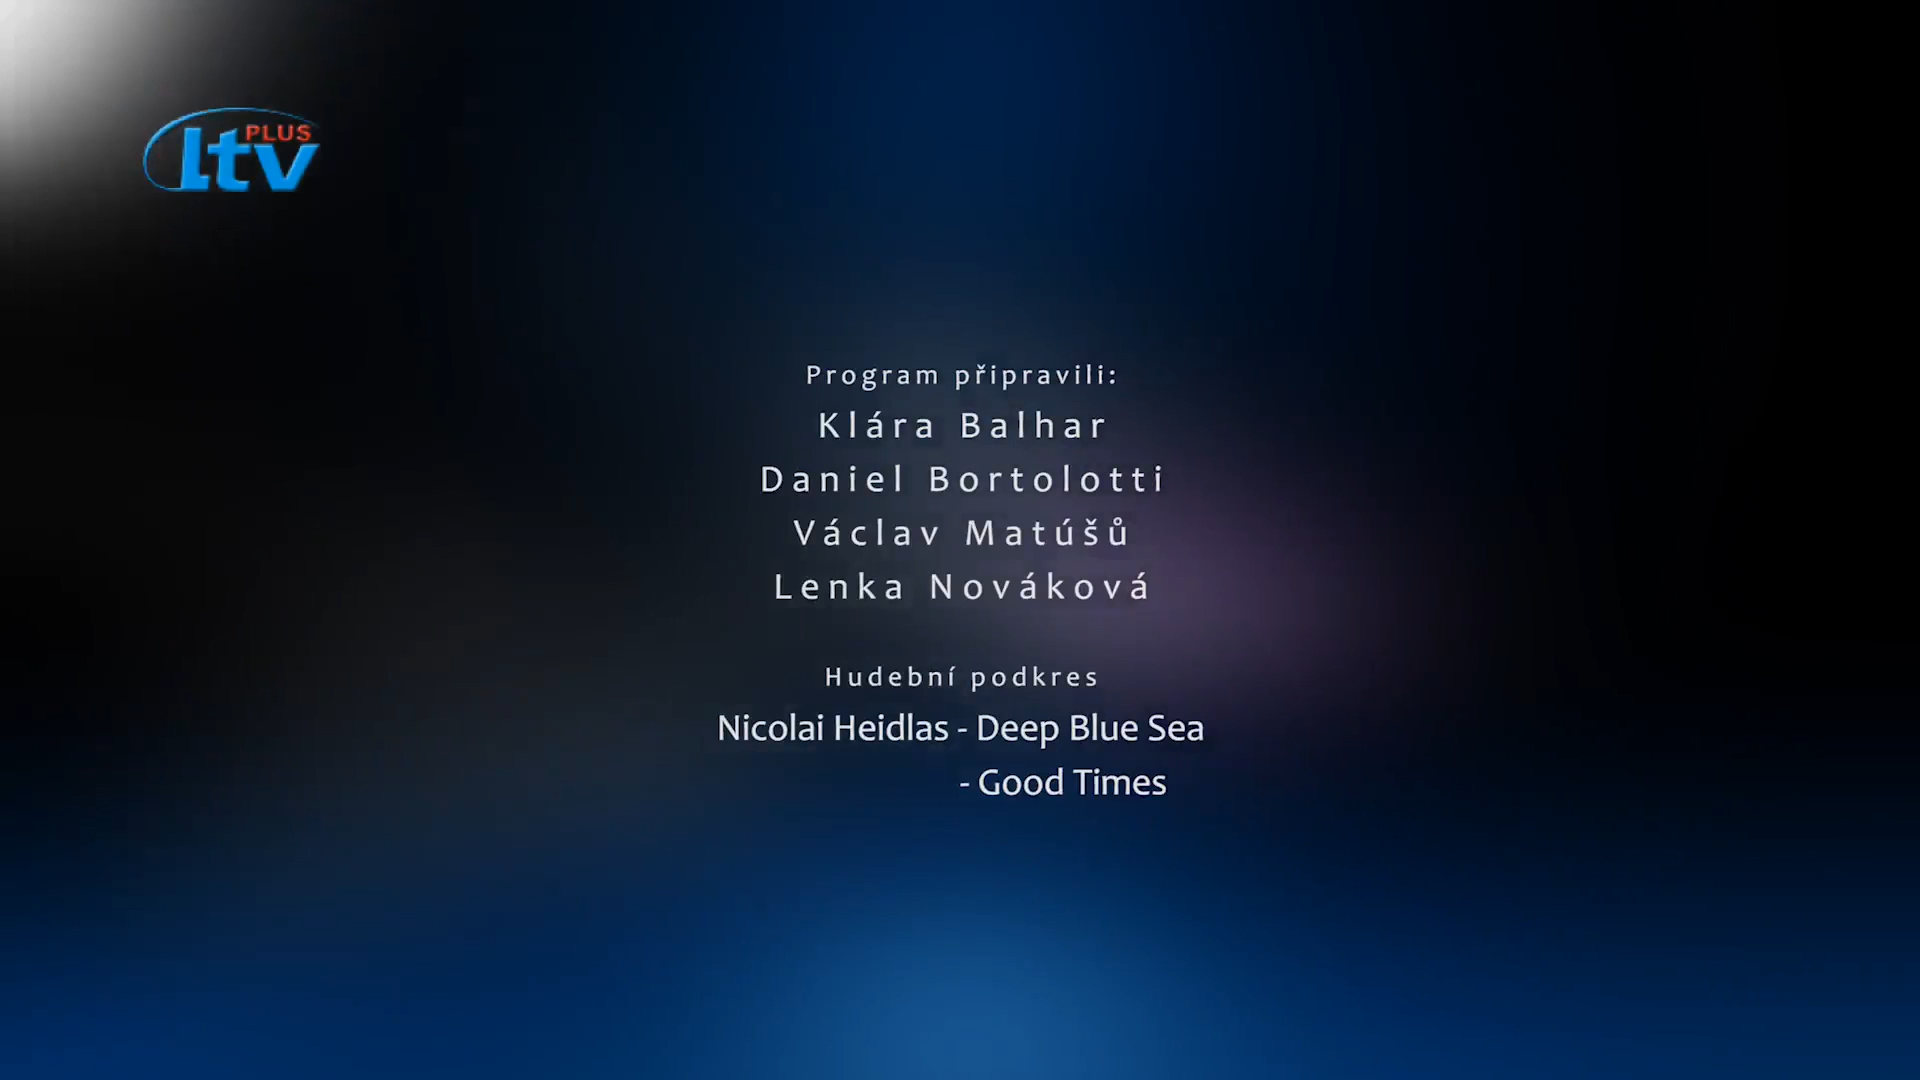 PLUS
ltv
Program připravili:
Klára Balhar
Daniel Bortolotti
Václav Matúšů
Lenka Nováková
Hudební podkres
Nicolai Heidlas - Deep Blue Sea
- Good Times